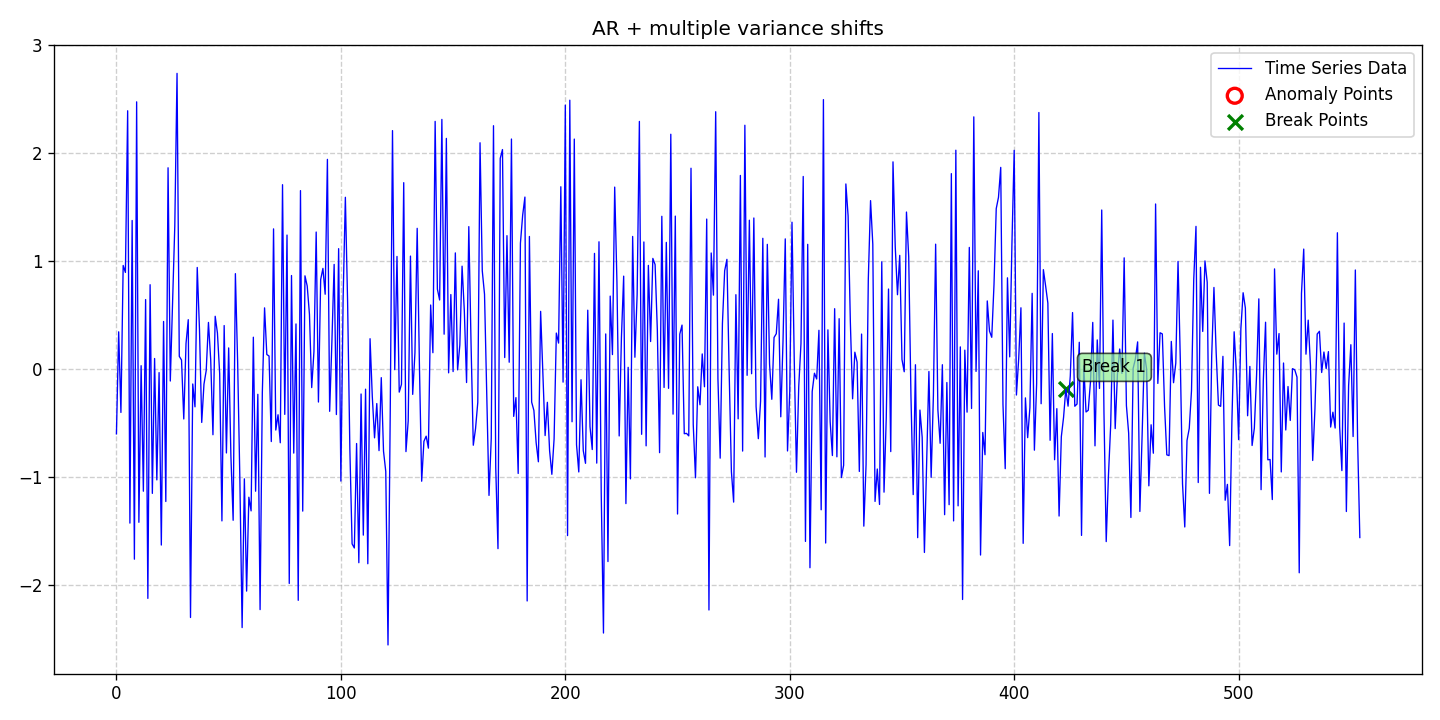 AR + multiple variance shifts
Time Series Data
Anomaly Points
Break Points
3
2
1
0
−1
−2
Break 1
0
100
200
300
400
500